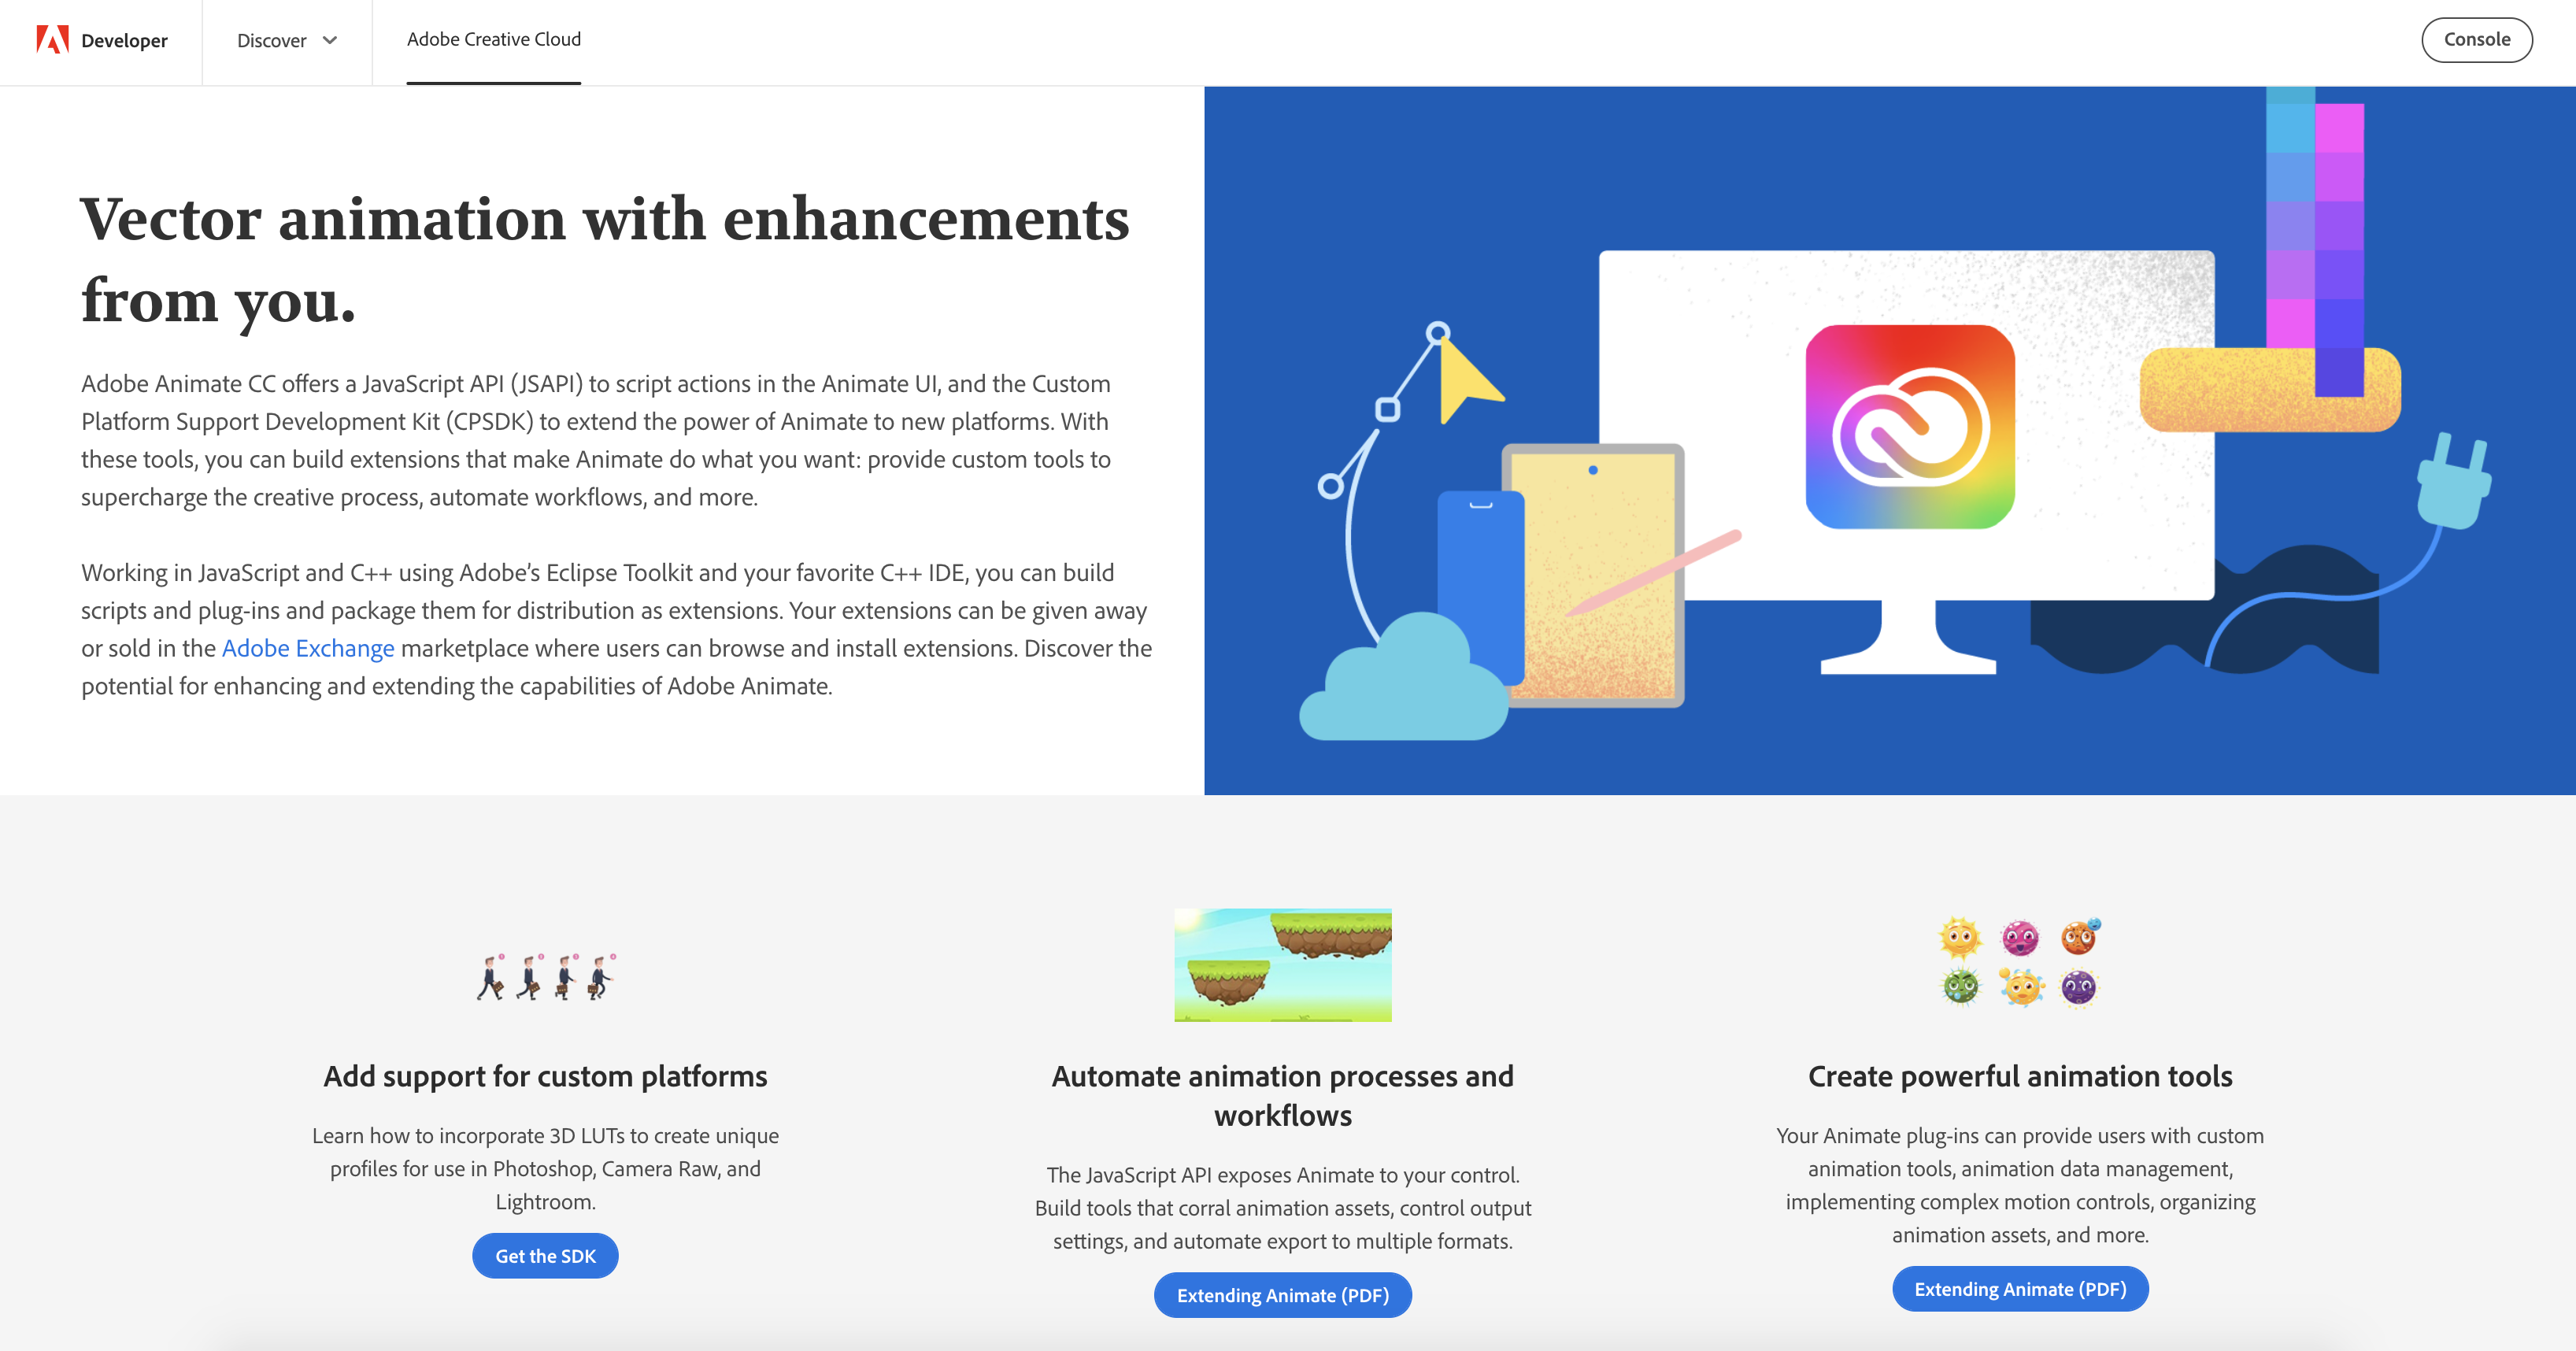 Developer
Discover
Adobe Creative Cloud
Console
Vector animation with enhancements
from you.
Adobe Animate CC offers a JavaScript API (JSAPI) to script actions in the Animate UI, and the Custom
Platform Support Development Kit (CPSDK) to extend the power of Animate to new platforms. With
these tools, you can build extensions that make Animate do what you want: provide custom tools to
supercharge the creative process, automate workflows, and more.
Working in JavaScript and C++ using Adobe’s Eclipse Toolkit and your favorite C++ IDE, you can build
scripts and plug-ins and package them for distribution as extensions. Your extensions can be given away
or sold in the Adobe Exchange marketplace where users can browse and install extensions. Discover the
potential for enhancing and extending the capabilities of Adobe Animate.
Add support for custom platforms
Learn how to incorporate 3D LUTs to create unique
profiles for use in Photoshop, Camera Raw, and
Lightroom.
Get the SDK
Automate animation processes and
workflows
The JavaScript API exposes Animate to your control.
Build tools that corral animation assets, control output
settings, and automate export to multiple formats.
Extending Animate (PDF)
Create powerful animation tools
Your Animate plug-ins can provide users with custom
animation tools, animation data management,
implementing complex motion controls, organizing
animation assets, and more.
Extending Animate (PDF)